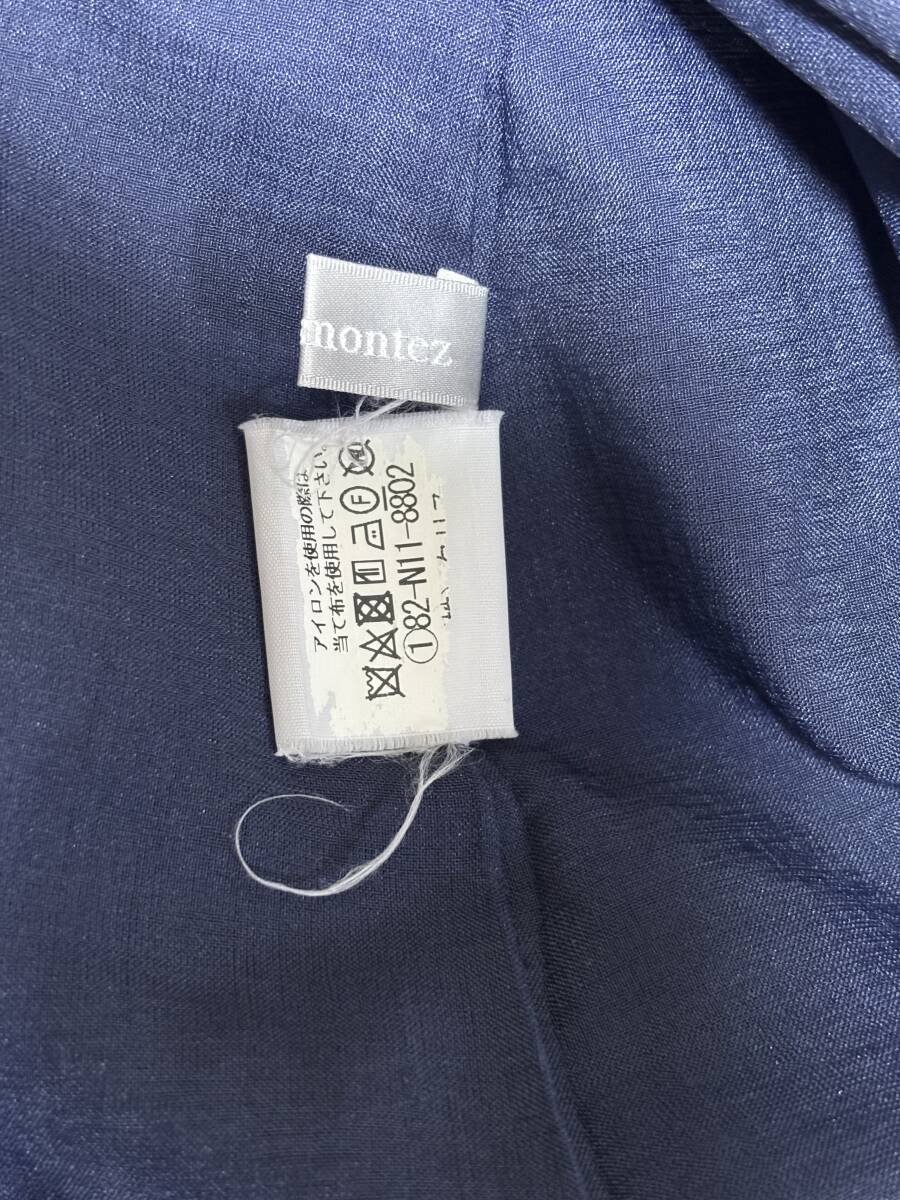 montez
アイロンを使用の際は
当て布を使用して下さい。
F
①82-N11-8802